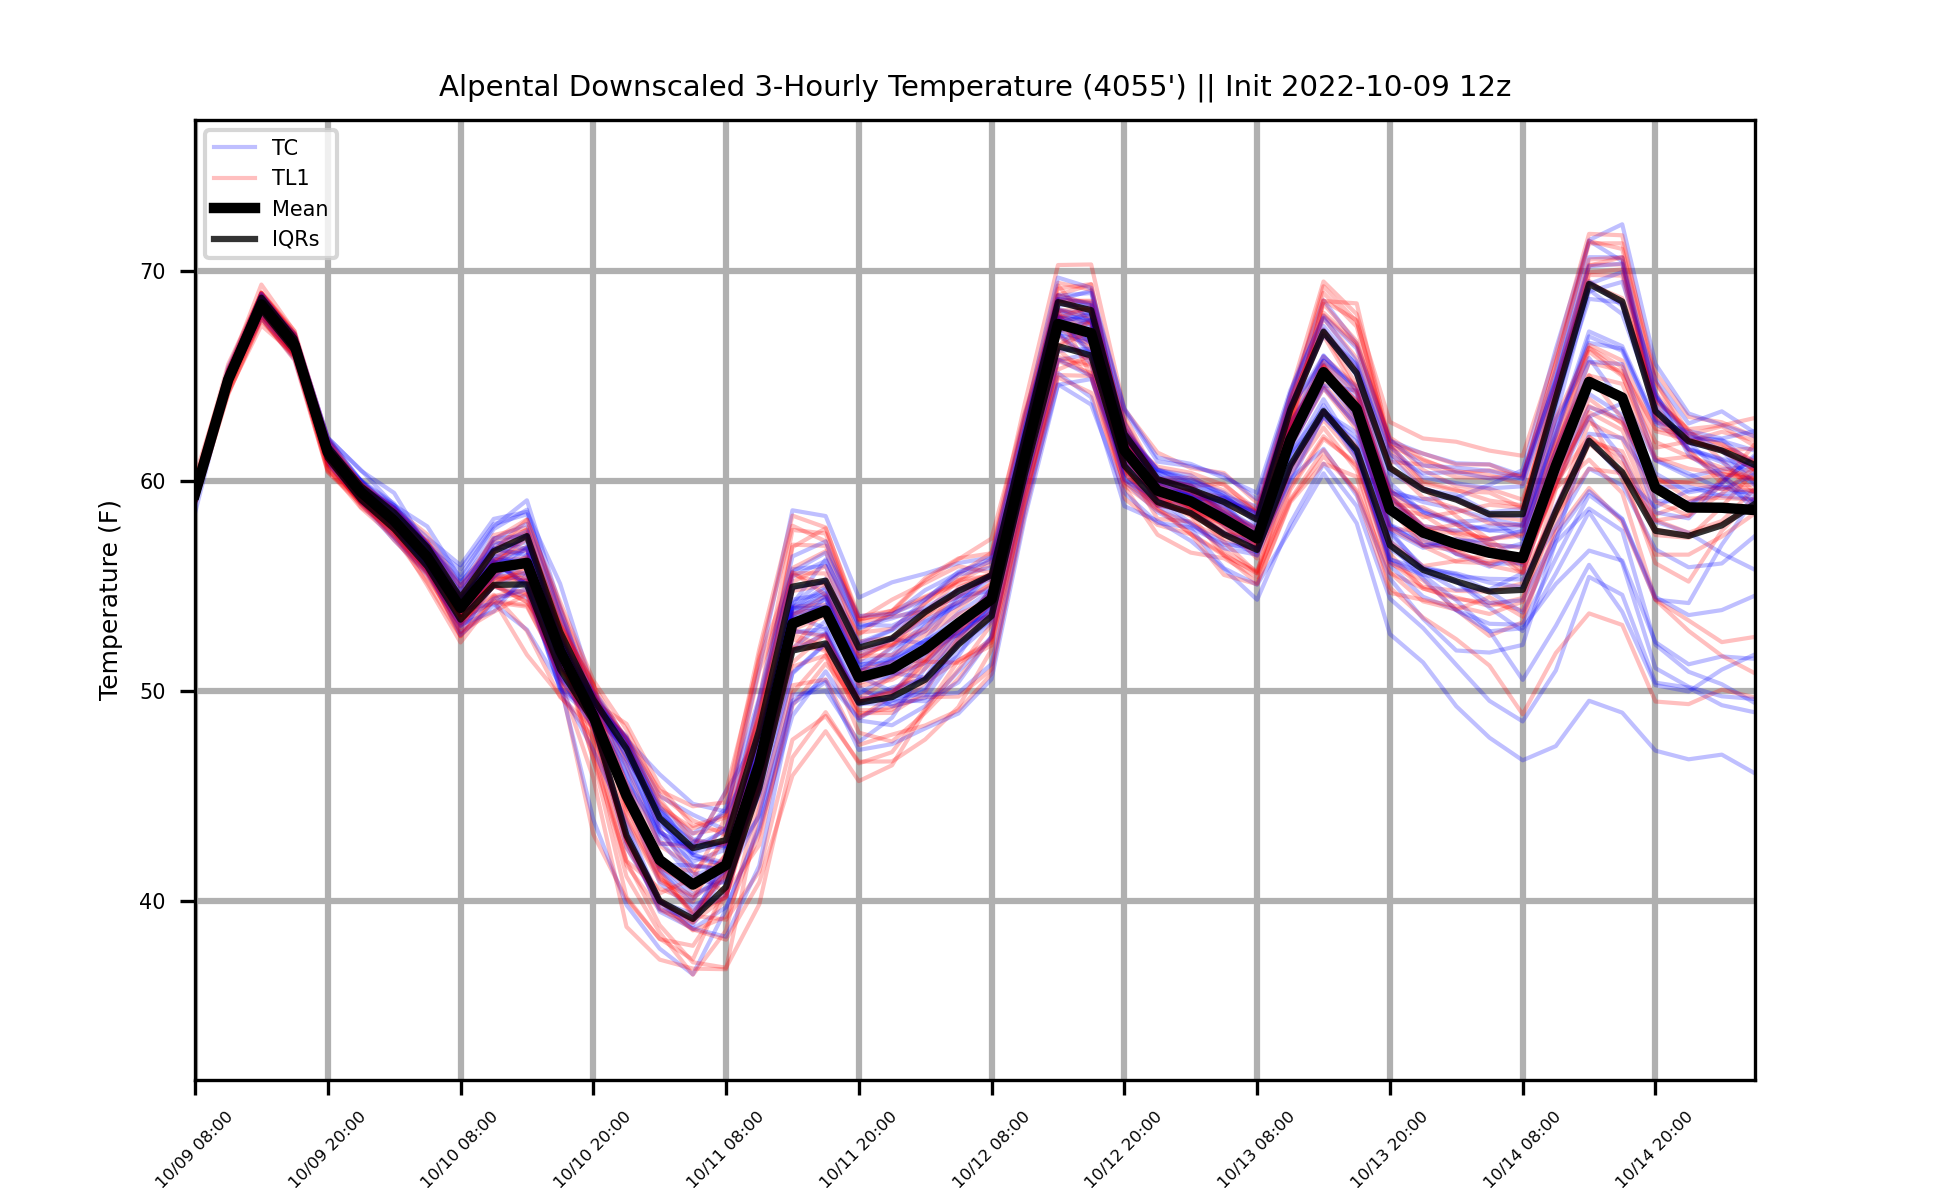 Alpental Downscaled 3-Hourly Temperature (4055') || Init 2022-10-09 12z
TC
TL1
Mean
IQRs
Temperature (F)
70
60
50
40
10/09 08:00
10/09 20:00
10/10 08:00
10/10 20:00
10/11 08:00
10/11 20:00
10/12 08:00
10/12 20:00
10/13 08:00
10/13 20:00
10/14 08:00
10/14 20:00